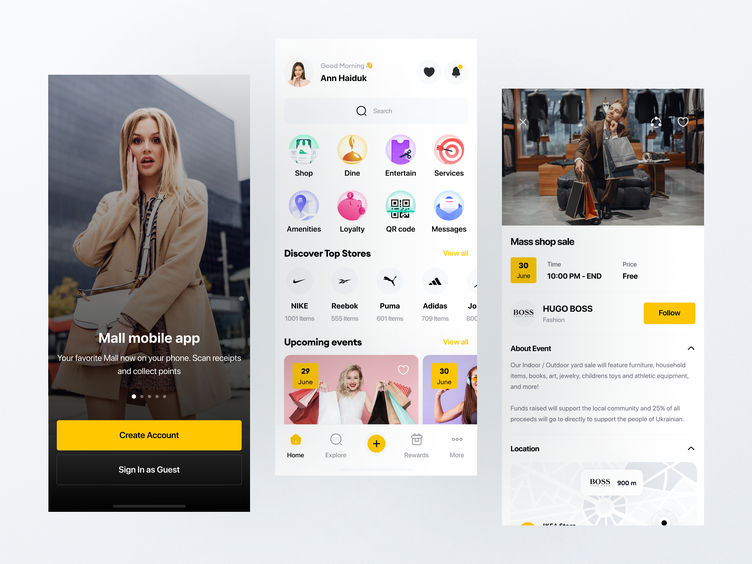 Mall mobile app
Your favorite Mall now on your phone. Scan receipts
and collect points
Create Account
Sign In as Guest
Good Morning 👋
Ann Haiduk
Search
Shop
Dine
Entertain
Services
Amenities
Loyalty
QR code
Messages
Discover Top Stores
View all
NIKE
Reebok
Puma
Adidas
Jo
1001 Items
555 Items
601 Items
709 Items
800
Upcoming events
View all
29
June
30
June
Home
Explore
Rewards
More
Mass shop sale
30
June
Time
10:00 PM - END
Price
Free
BOSS
HUGO BOSS
Fashion
Follow
About Event
Our Indoor / Outdoor yard sale will feature furniture, household
items, books, art, jewelry, childrens toys and athletic equipment,
and more!
Funds raised will support the local community and 25% of all
proceeds will go to directly to support the people of Ukrainian.
Location
BOSS
900 m
IKEA Store